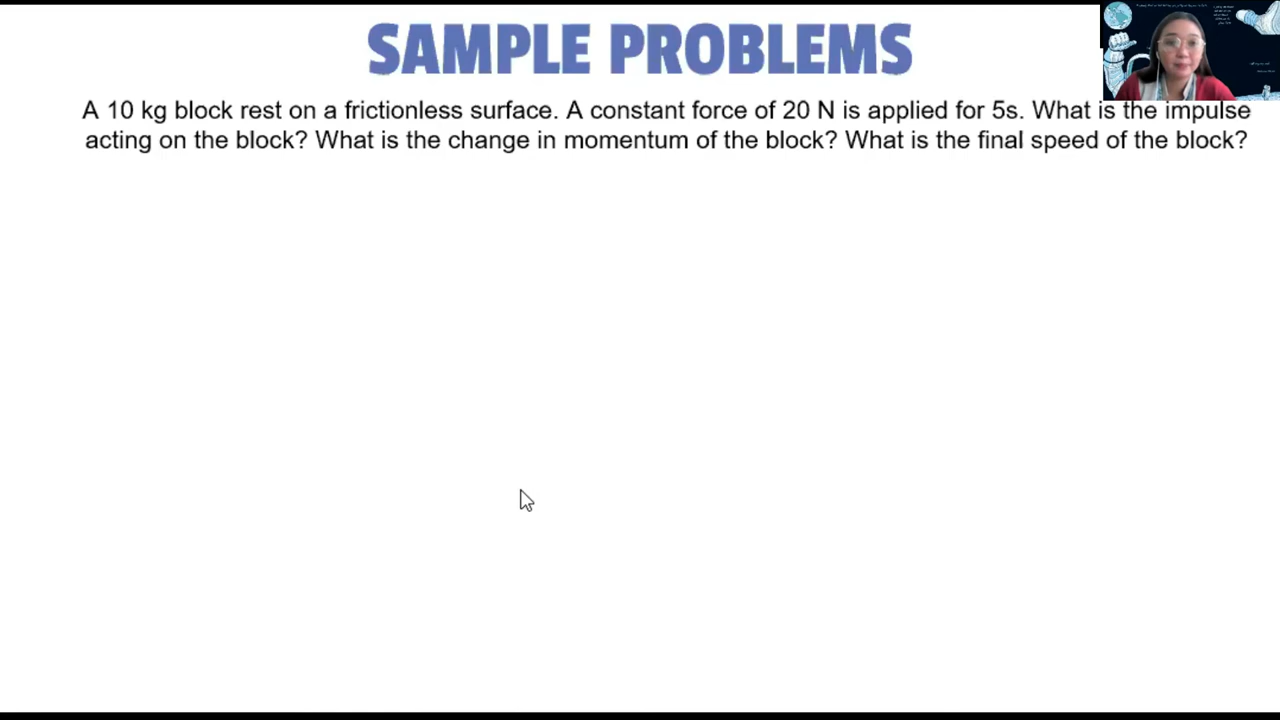 SAMPLE PROBLEMS
A 10 kg block rest on a frictionless surface. A constant force of 20 N is applied for 5s. What is the impulse
acting on the block? What is the change in momentum of the block? What is the final speed of the block?